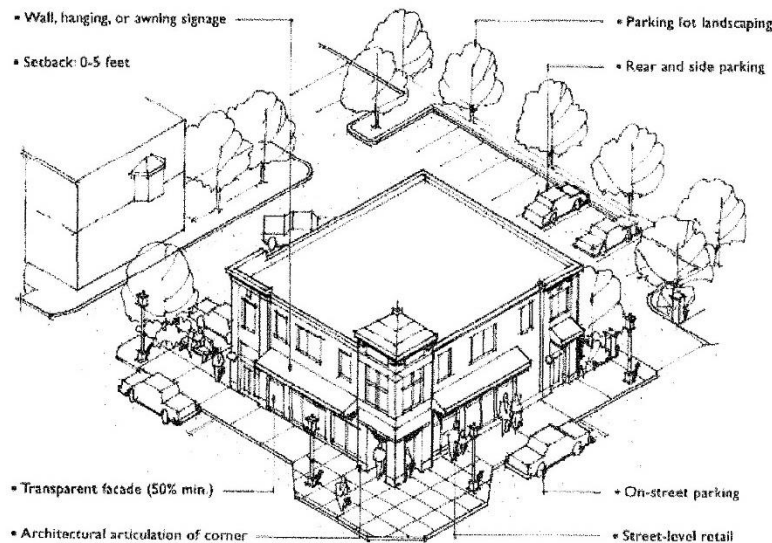 • Wall, hanging, or awning signage
• Setback: 0-5 feet
• Parking lot landscaping
• Rear and side parking
• Transparent facade (50% min.)
• Architectural articulation of corner
• On-street parking
• Street-level retail